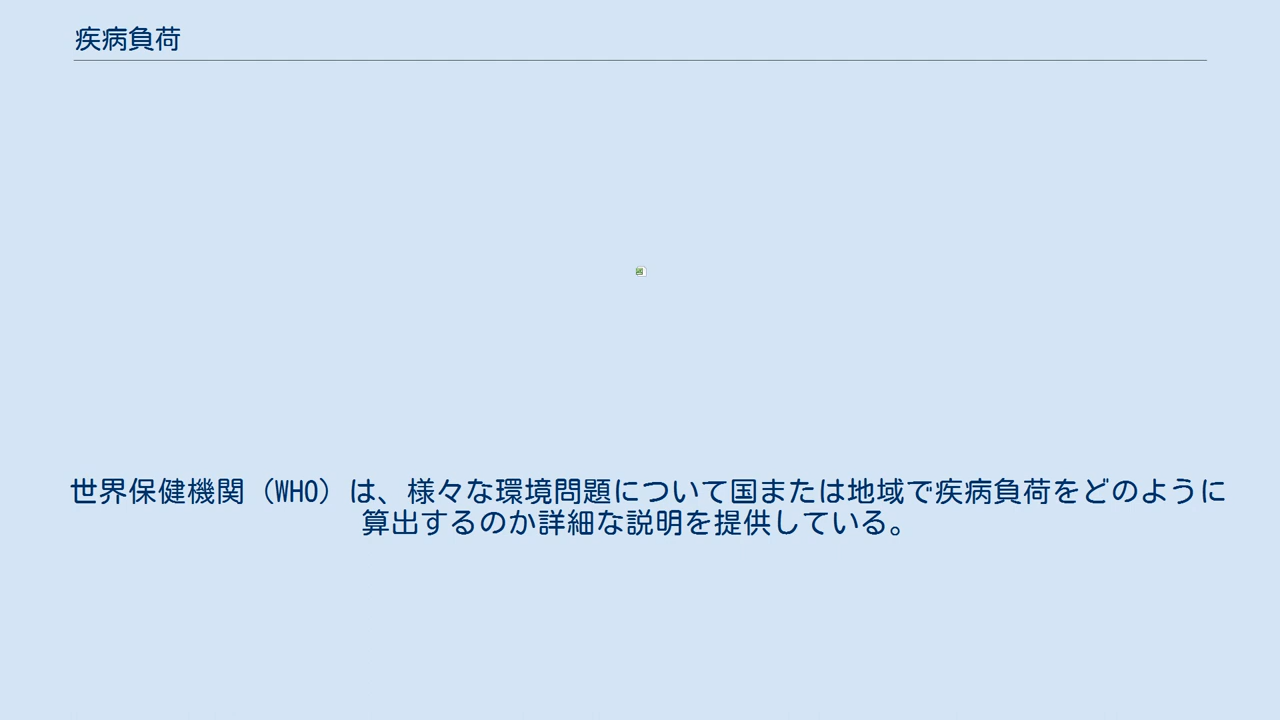 疾病負荷
世界保健機関（WHO）は、様々な環境問題について国または地域で疾病負荷をどのように
算出するのか詳細な説明を提供している。